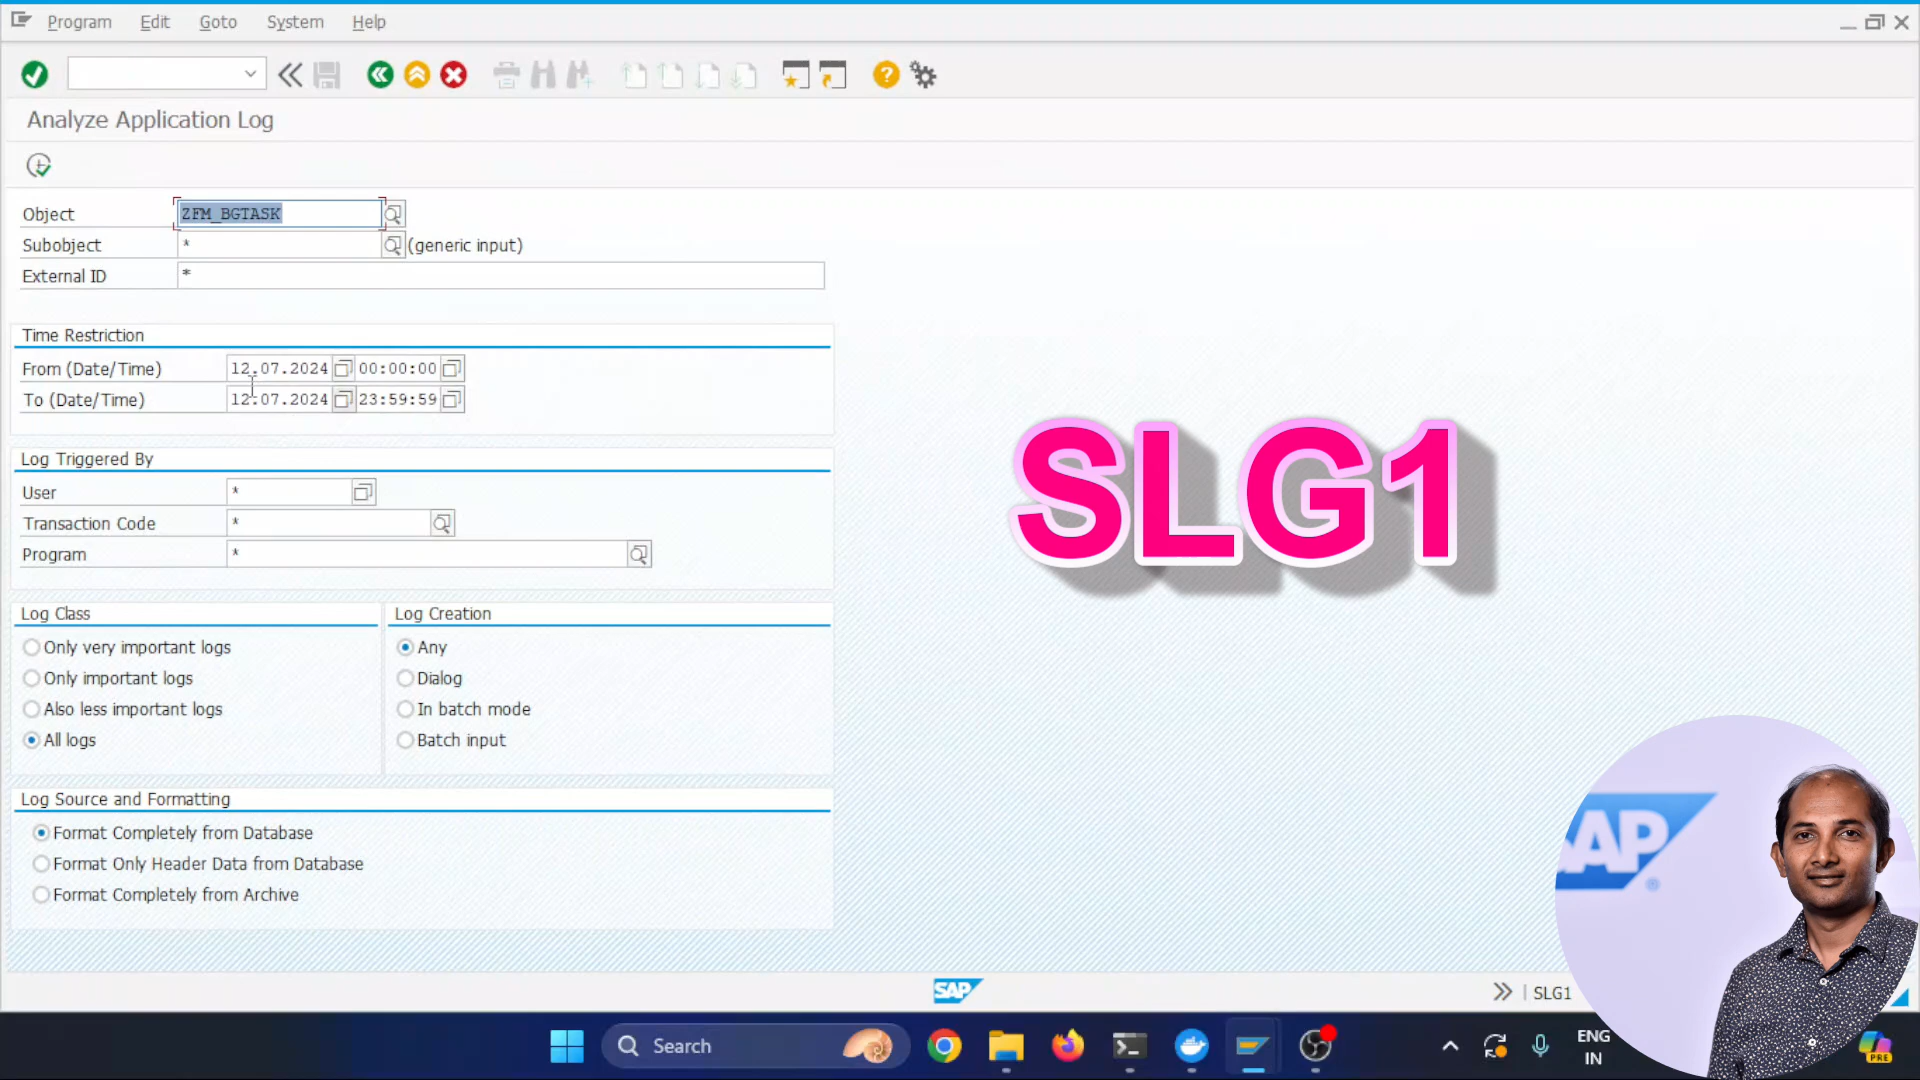 Program Edit Goto System Help
Analyze Application Log
Object ZFM_BGTASK
Subobject * (generic input)
External ID *
Time Restriction
From (Date/Time) 12.07.2024 00:00:00
To (Date/Time) 12.07.2024 23:59:59
Log Triggered By
User *
Transaction Code *
Program *
SLG1
Log Class Log Creation
Only very important logs Any
Only important logs Dialog
Also less important logs In batch mode
All logs Batch input
Log Source and Formatting
Format Completely from Database
Format Only Header Data from Database
Format Completely from Archive
SAP
SLG1
AP
®
Search
ENG
IN
PRE